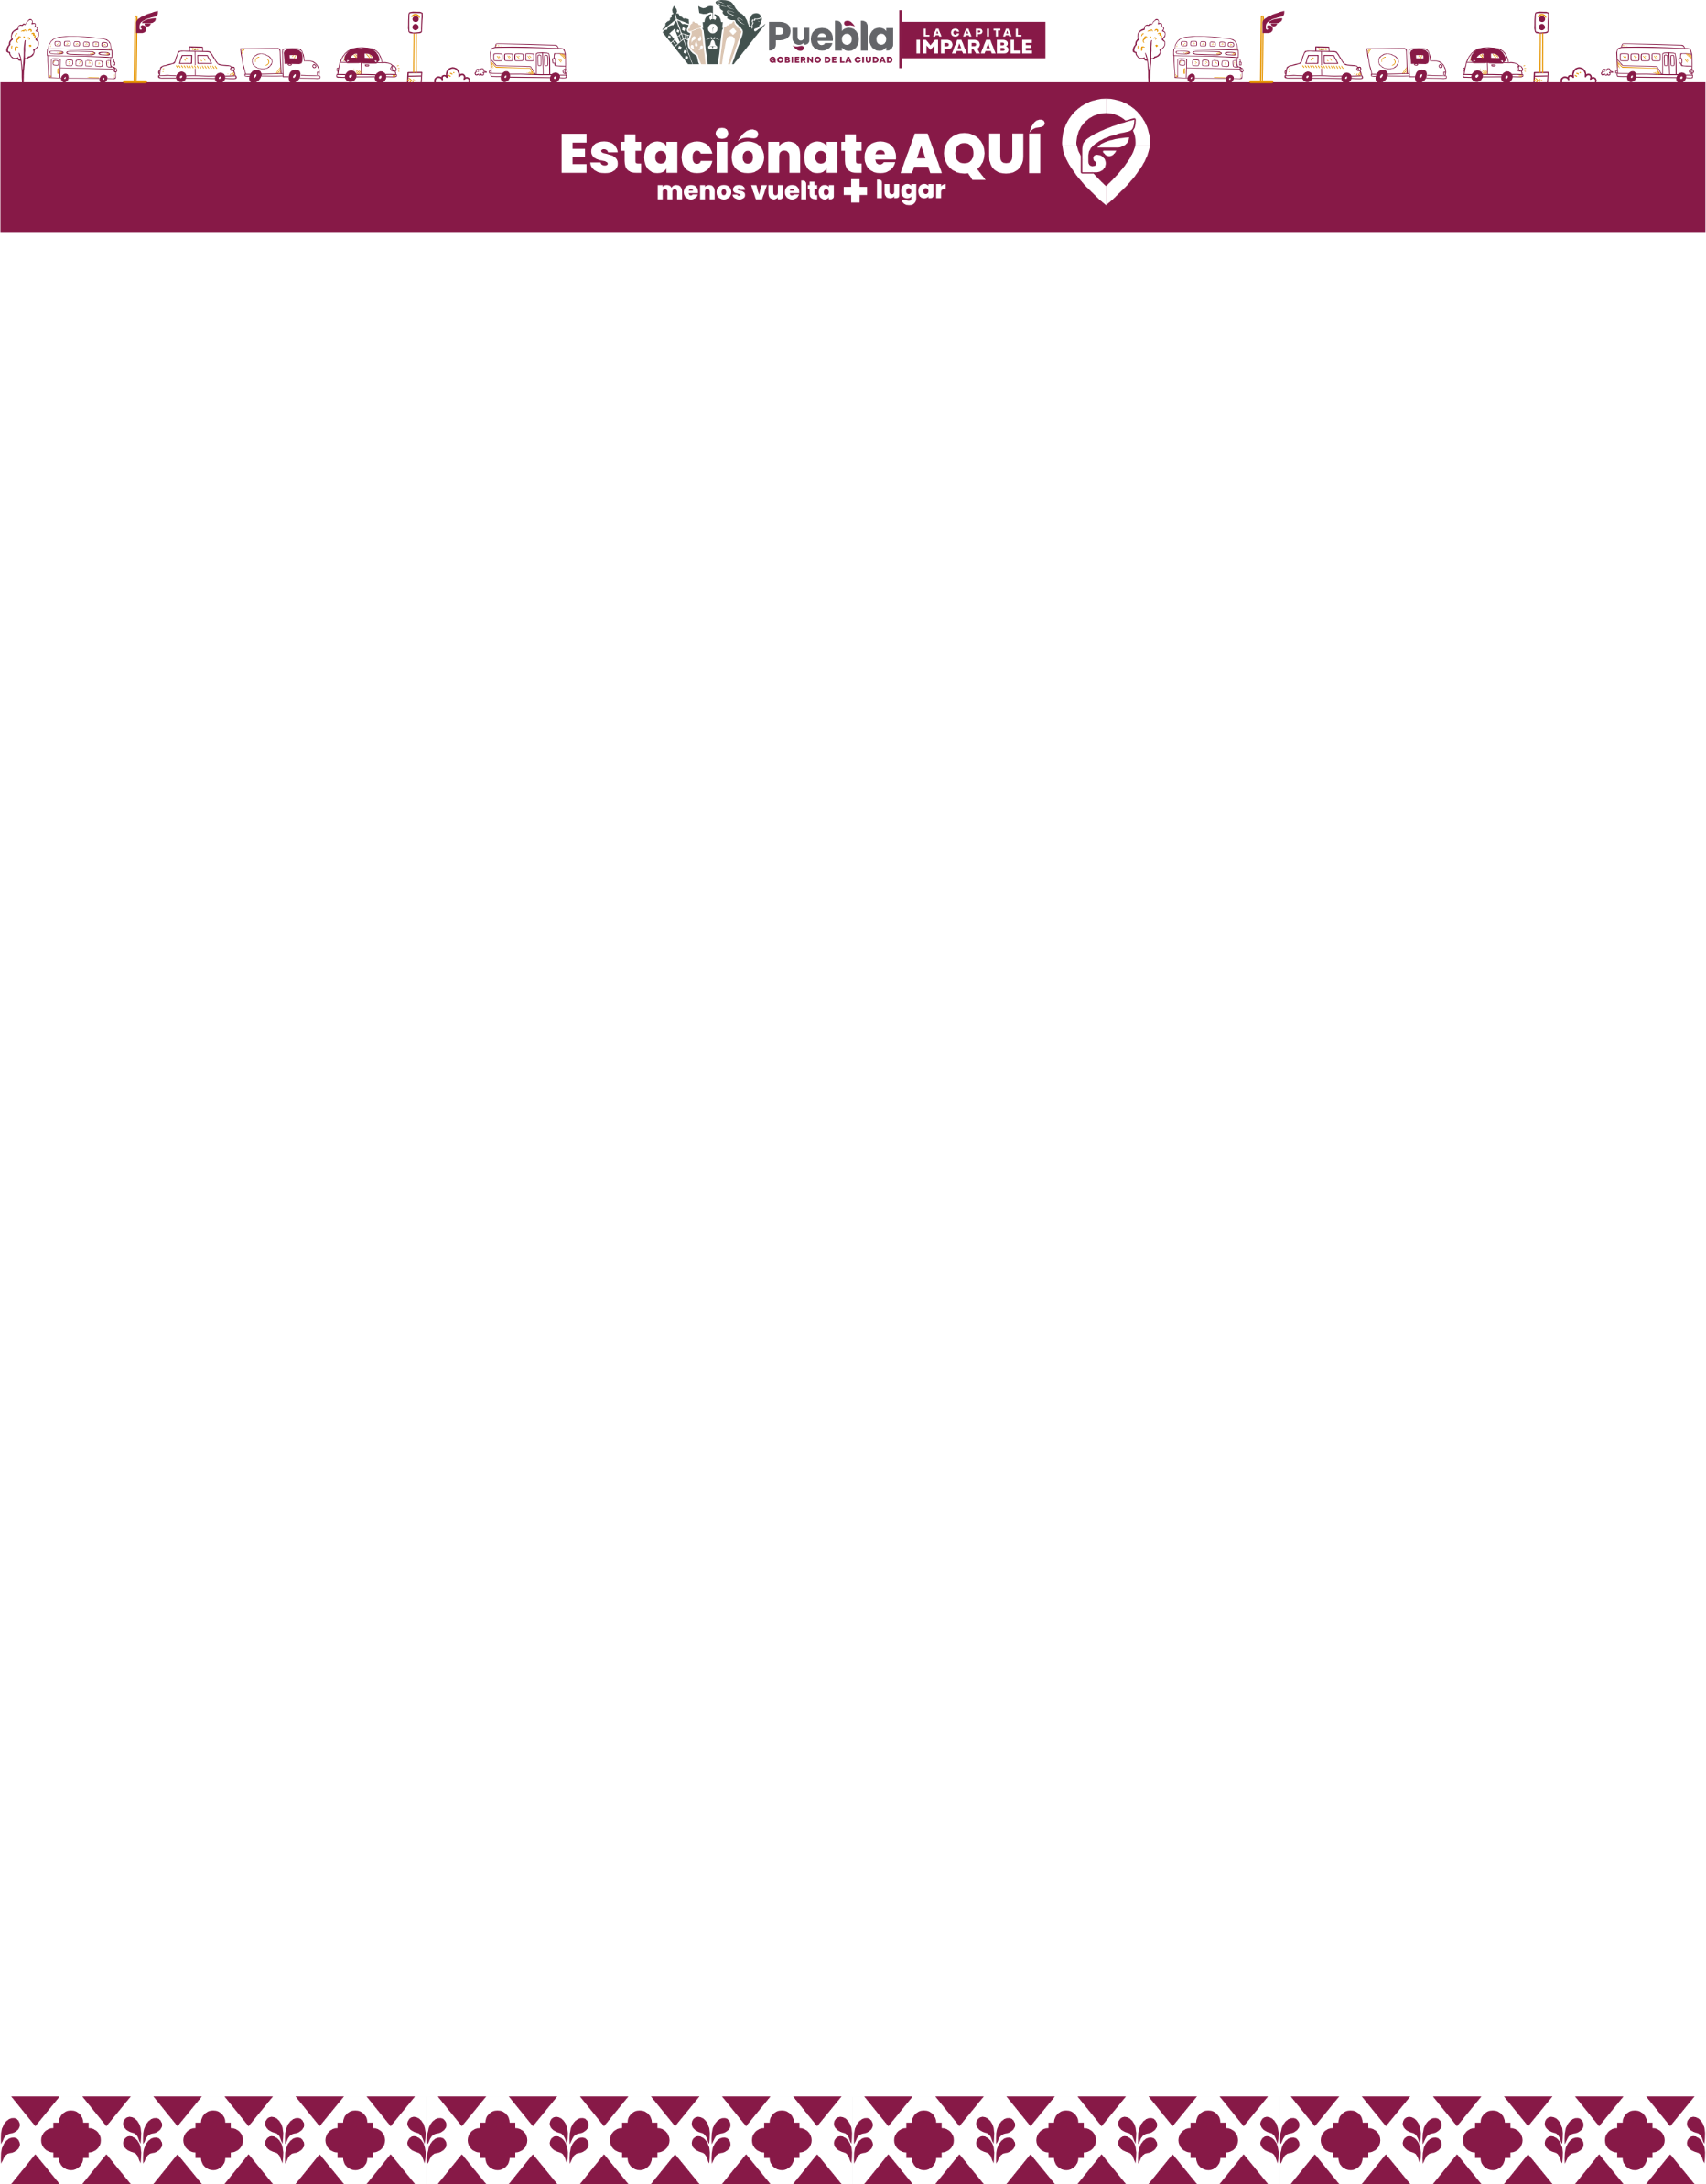 Puebla
GOBIERNO DE LA CIUDAD
LA CAPITAL
IMPARABLE
EstaciónateAQUÍ
menos vuelta + lugar